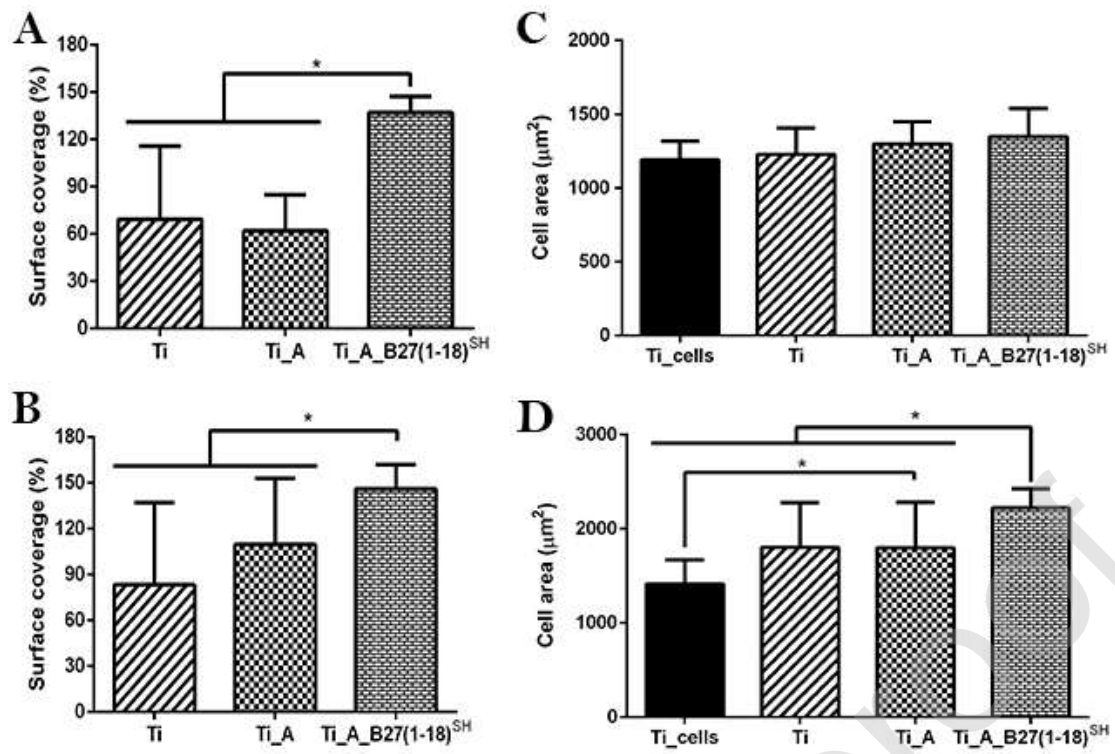 A
Surface coverage (%)
180
150
120
90
60
30
0
*
Ti
Ti_A
Ti_A_B27(1-18)SH
C
Cell area (μm2)
2000
1500
1000
500
0
Ti_cells
Ti
Ti_A
Ti_A_B27(1-18)SH
B
Surface coverage (%)
180
150
120
90
60
30
0
*
Ti
Ti_A
Ti_A_B27(1-18)SH
D
Cell area (μm2)
3000
2000
1000
0
*
*
Ti_cells
Ti
Ti_A
Ti_A_B27(1-18)SH